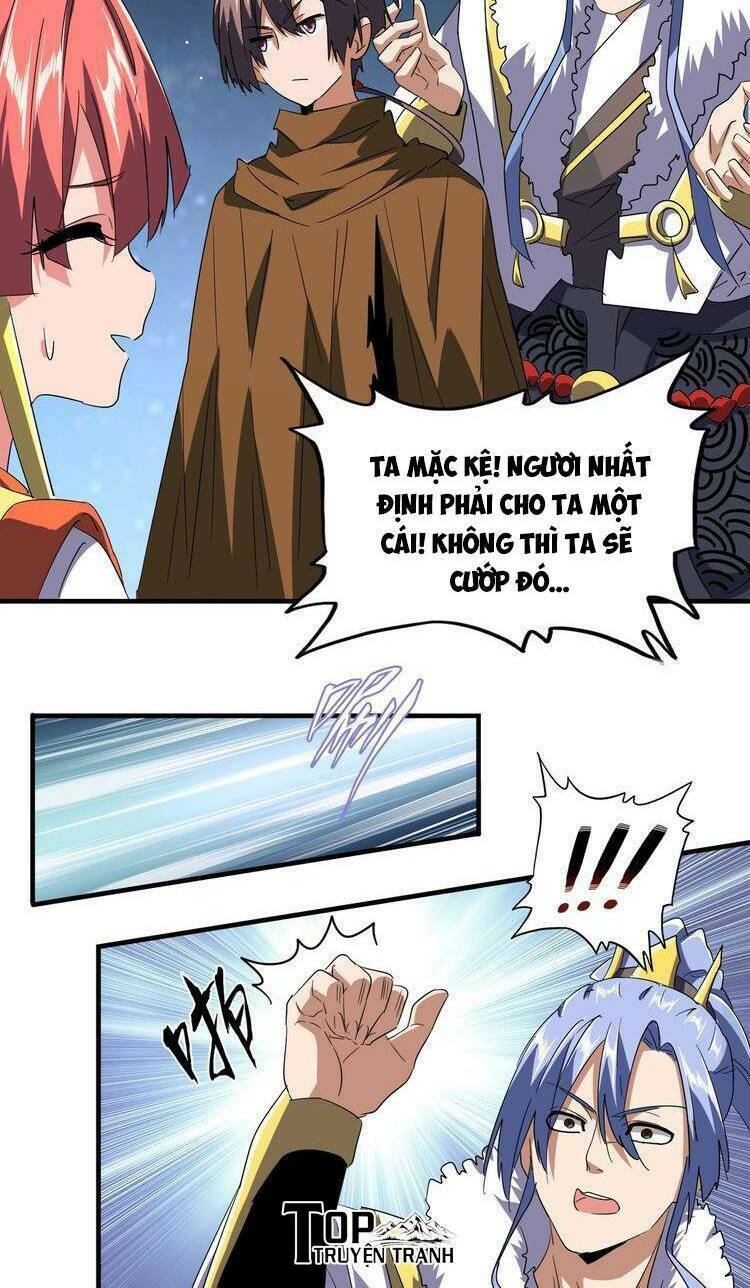 TA MẶC KỆ! NGƯƠI NHẤT
ĐỊNH PHẢI CHO TA MỘT
CÁI! KHÔNG THÌ TA SẼ
CƯỚP ĐÓ...
!!!
啪
TOP
TRUYỆN TRANH